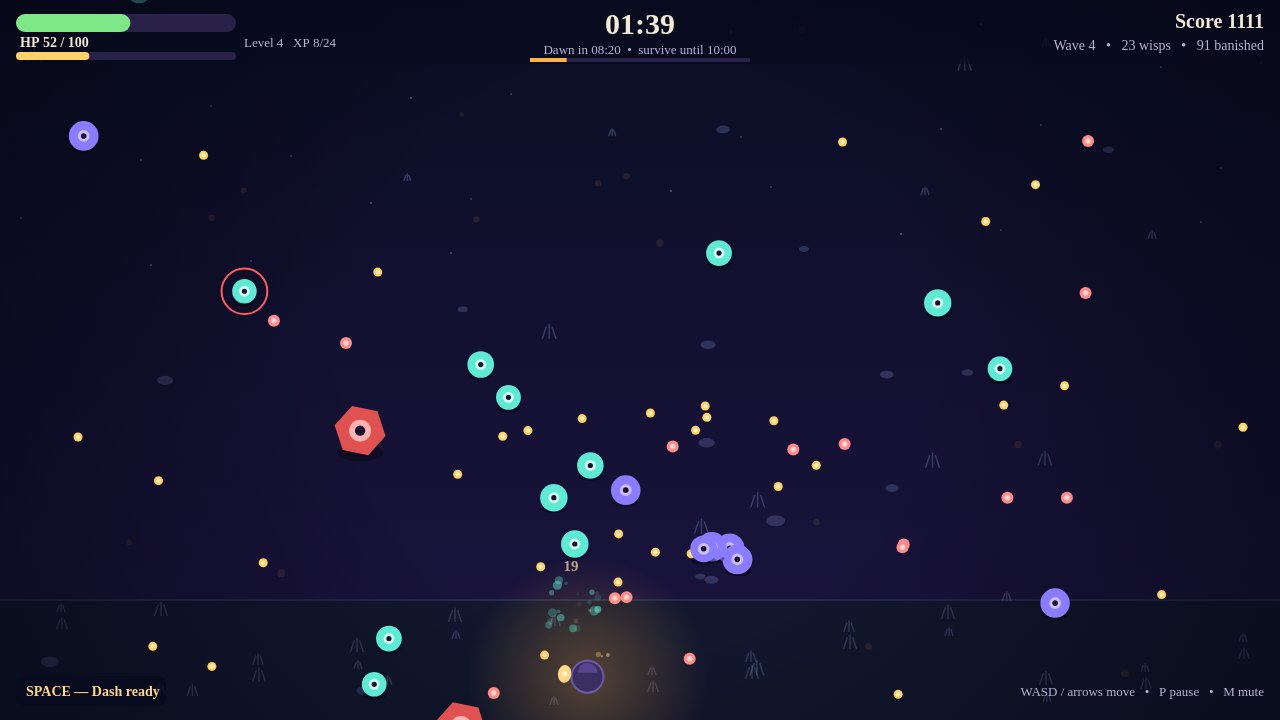 HP 52 / 100
Level 4 XP 8/24
01:39
Dawn in 08:20 • survive until 10:00
Score 1111
Wave 4 • 23 wisps • 91 banished
19
SPACE — Dash ready
WASD / arrows move • P pause • M mute